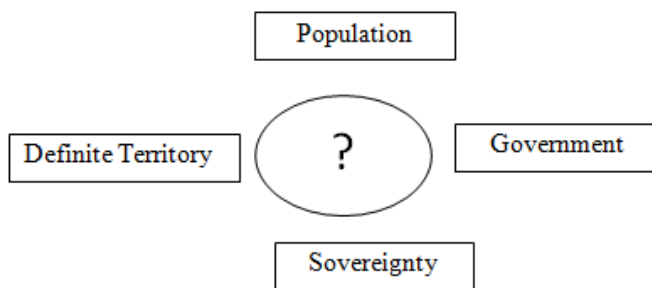 Population
Definite Territory
?
Government
Sovereignty